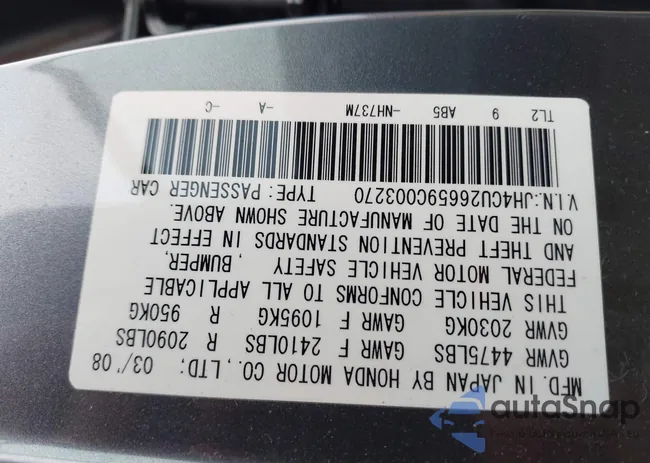 MFD. IN JAPAN BY HONDA MOTOR CO., LTD; 03/'08
GVWR 4475LBS GAWR F 2410LBS R 2090LBS
GVWR 2030KG GAWR F 1095KG R 950KG
THIS VEHICLE CONFORMS TO ALL APPLICABLE
FEDERAL MOTOR VEHICLE SAFETY , BUMPER,
AND THEFT PREVENTION STANDARDS IN EFFECT
ON THE DATE OF MANUFACTURE SHOWN ABOVE.
V.I.N:JH4CU26659C003270 TYPE:PASSENGER CAR
TL2 9 AB5 -NH737M -A -C
autoSnap